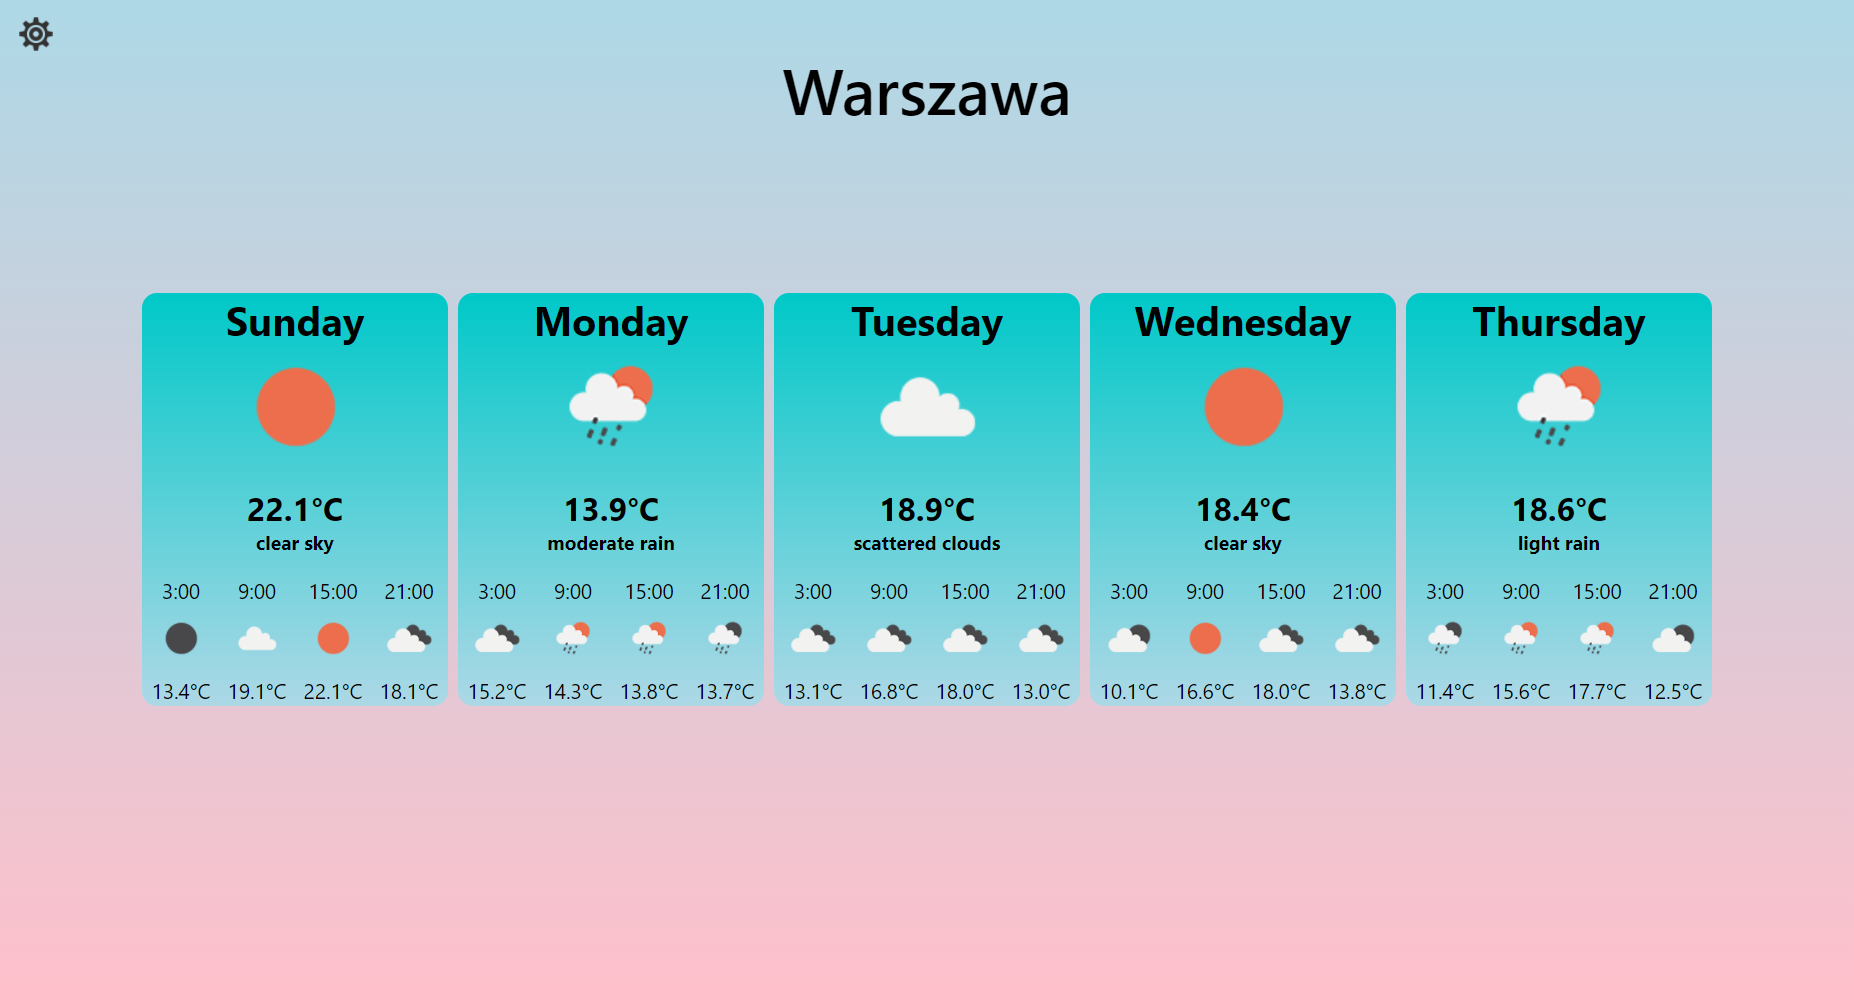 Warszawa
Sunday
22.1°C
clear sky
3:00 9:00 15:00 21:00
13.4°C 19.1°C 22.1°C 18.1°C
Monday
13.9°C
moderate rain
3:00 9:00 15:00 21:00
15.2°C 14.3°C 13.8°C 13.7°C
Tuesday
18.9°C
scattered clouds
3:00 9:00 15:00 21:00
13.1°C 16.8°C 18.0°C 13.0°C
Wednesday
18.4°C
clear sky
3:00 9:00 15:00 21:00
10.1°C 16.6°C 18.0°C 13.8°C
Thursday
18.6°C
light rain
3:00 9:00 15:00 21:00
11.4°C 15.6°C 17.7°C 12.5°C